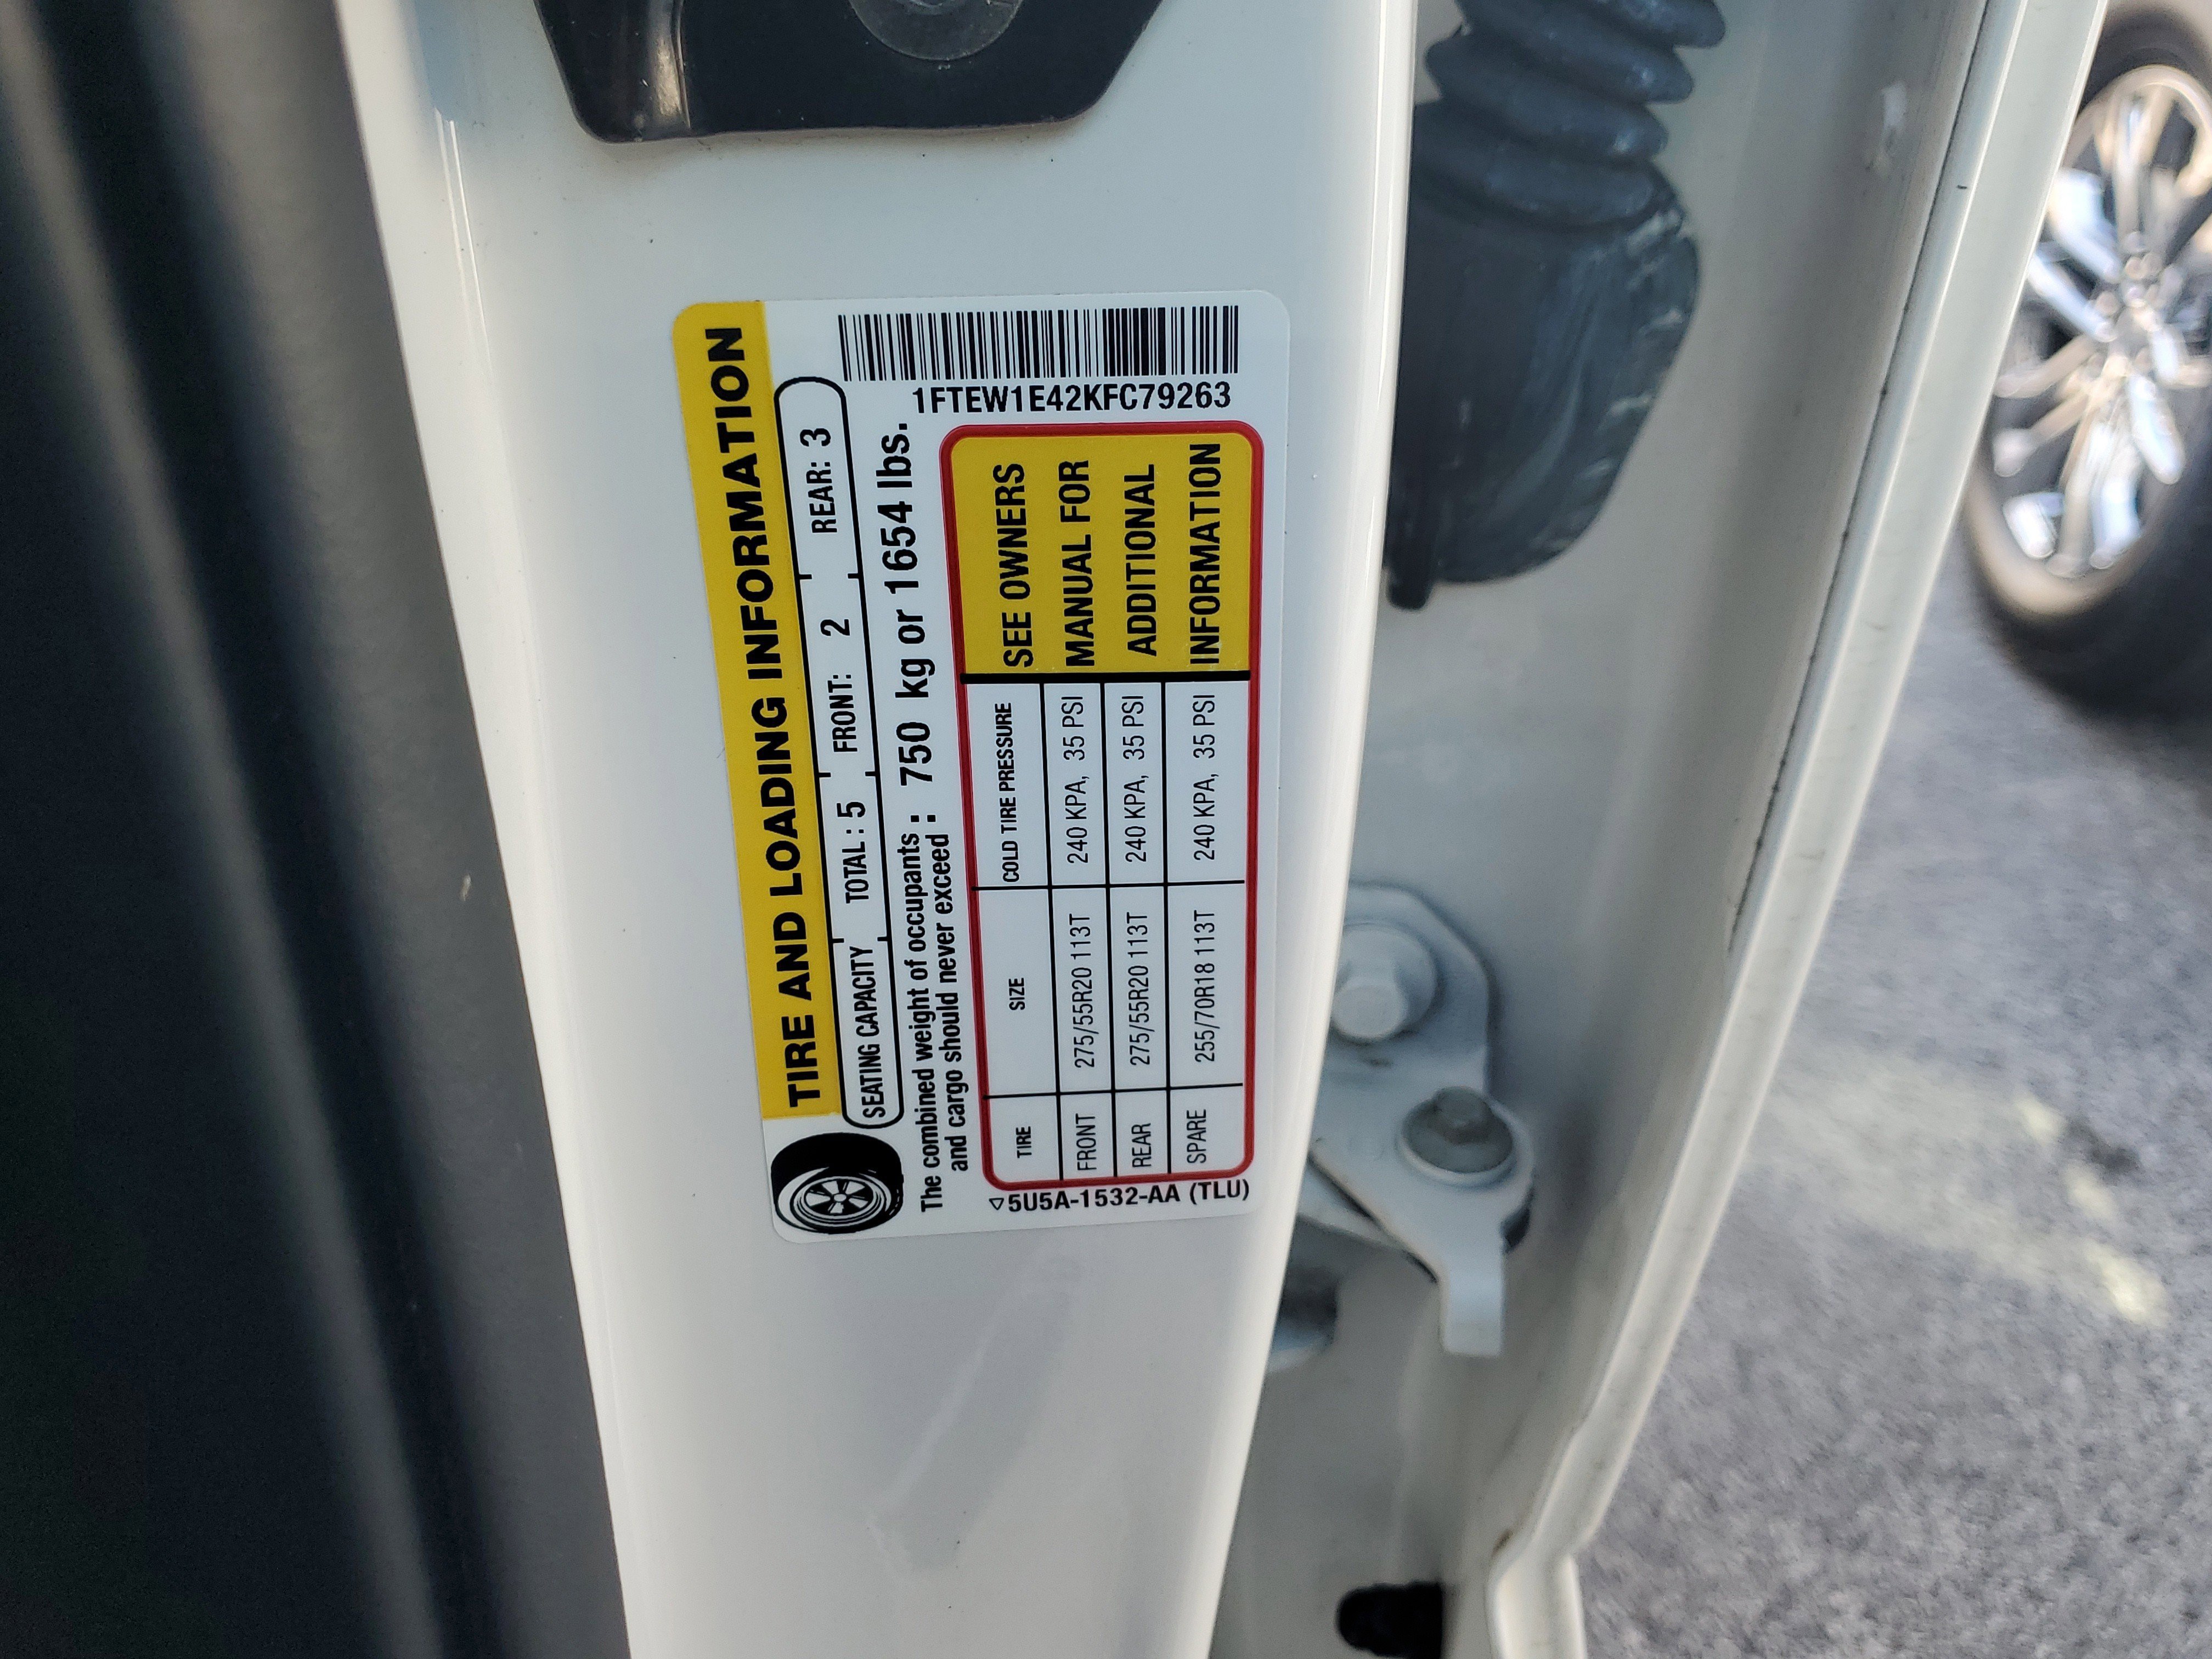 TIRE AND LOADING INFORMATION
SEATING CAPACITY TOTAL : 5 FRONT: 2 REAR: 3
The combined weight of occupants : 750 kg or 1654 lbs.
and cargo should never exceed :
TIRE SIZE COLD TIRE PRESSURE SEE OWNERS
FRONT 275/55R20 113T 240 KPA, 35 PSI MANUAL FOR
REAR 275/55R20 113T 240 KPA, 35 PSI ADDITIONAL
SPARE 255/70R18 113T 240 KPA, 35 PSI INFORMATION
5U5A-1532-AA (TLU)
1FTEW1E42KFC79263